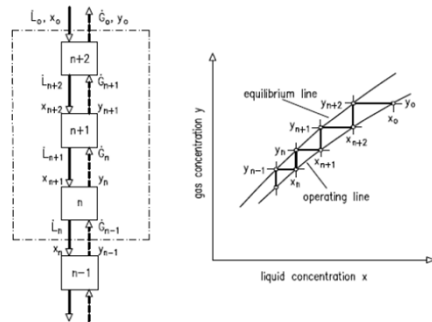 L̇ₒ, xₒ Ġₒ, yₒ
n+2
L̇ₙ₊₂ Ġₙ₊₁
xₙ₊₂ yₙ₊₁
n+1
L̇ₙ₊₁ Ġₙ
xₙ₊₁ yₙ
n
L̇ₙ Ġₙ₋₁
xₙ yₙ₋₁
n-1
gas concentration y
equilibrium line
yₙ₊₂ yₒ
xₒ
yₙ₊₁
xₙ₊₂
yₙ
xₙ₊₁
yₙ₋₁
xₙ
operating line
liquid concentration x